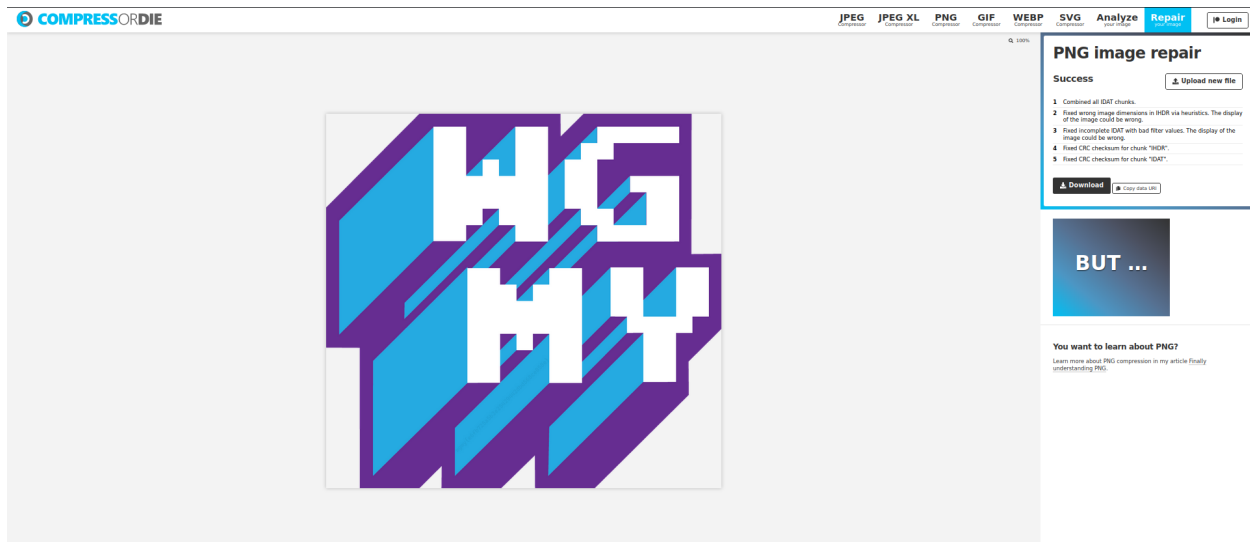 COMPRESSORDIE
JPEG
Compressor
JPEG XL
Compressor
PNG
Compressor
GIF
Compressor
WEBP
Compressor
SVG
Compressor
Analyze
your image
Repair
your image
Login
100%
WG
MY
PNG image repair
Success
Upload new file
1 Combined all IDAT chunks.
2 Fixed wrong image dimensions in IHDR via heuristics. The display
of the image could be wrong.
3 Fixed incomplete IDAT with bad filter values. The display of the
image could be wrong.
4 Fixed CRC checksum for chunk "IHDR".
5 Fixed CRC checksum for chunk "IDAT".
Download
Copy data URI
BUT ...
You want to learn about PNG?
Learn more about PNG compression in my article Finally
understanding PNG.